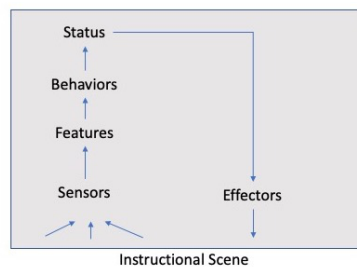 Status
Behaviors
Features
Sensors
Effectors
Instructional Scene